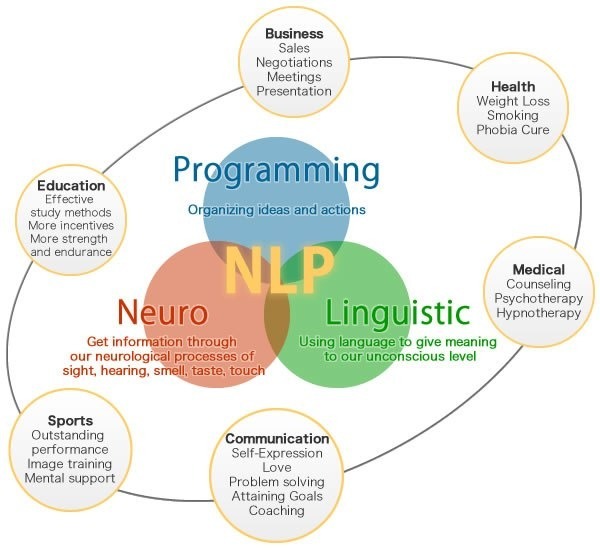 Business
Sales
Negotiations
Meetings
Presentation
Health
Weight Loss
Smoking
Phobia Cure
Programming
Organizing ideas and actions
Education
Effective
study methods
More incentives
More strength
and endurance
NLP
Medical
Counseling
Psychotherapy
Hypnotherapy
Neuro
Get information through
our neurological processes of
sight, hearing, smell, taste, touch
Linguistic
Using language to give meaning
to our unconscious level
Sports
Outstanding
performance
Image training
Mental support
Communication
Self-Expression
Love
Problem solving
Attaining Goals
Coaching